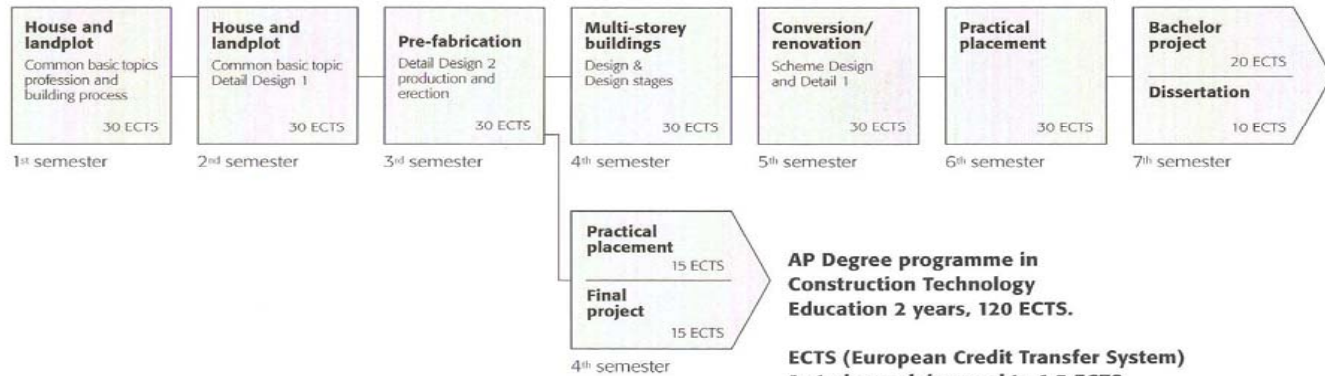 House and
landplot
Common basic topics
profession and
building process
30 ECTS
1st semester
House and
landplot
Common basic topic
Detail Design 1
30 ECTS
2nd semester
Pre-fabrication
Detail Design 2
production and
erection
30 ECTS
3rd semester
Multi-storey
buildings
Design &
Design stages
30 ECTS
4th semester
Conversion/
renovation
Scheme Design
and Detail 1
30 ECTS
5th semester
Practical
placement
30 ECTS
6th semester
Bachelor
project
20 ECTS
Dissertation
10 ECTS
7th semester
Practical
placement
15 ECTS
Final
project
15 ECTS
4th semester
AP Degree programme in
Construction Technology
Education 2 years, 120 ECTS.
ECTS (European Credit Transfer System)